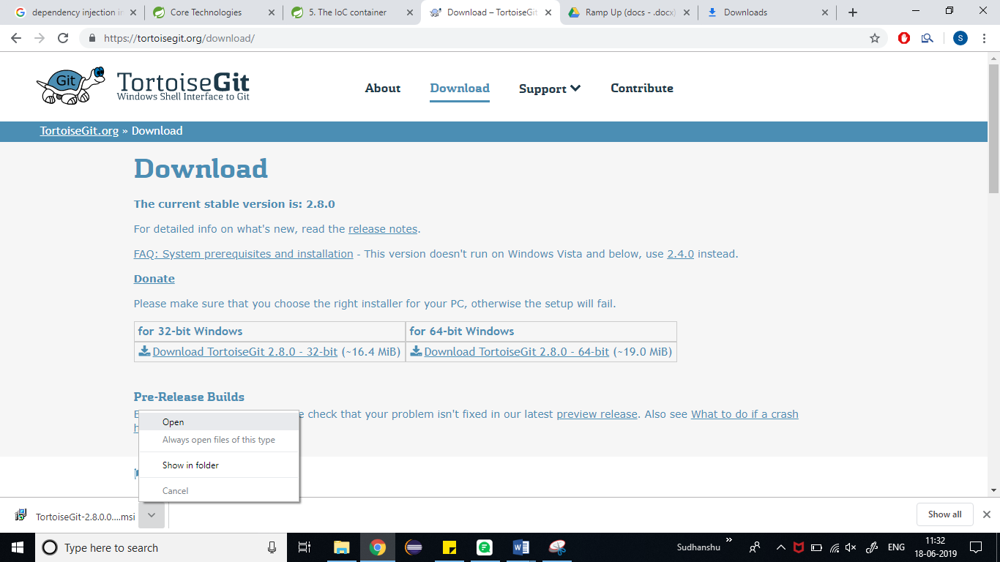 dependency injection in
Core Technologies
5. The IoC container
Download – TortoiseGit
Ramp Up (docs - .docx)
Downloads
https://tortoisegit.org/download/
S
Git
TortoiseGit
Windows Shell Interface to Git
About
Download
Support
Contribute
TortoiseGit.org » Download
Download
The current stable version is: 2.8.0
For detailed info on what's new, read the release notes.
FAQ: System prerequisites and installation - This version doesn't run on Windows Vista and below, use 2.4.0 instead.
Donate
Please make sure that you choose the right installer for your PC, otherwise the setup will fail.
for 32-bit Windows
for 64-bit Windows
Download TortoiseGit 2.8.0 - 32-bit (~16.4 MiB)
Download TortoiseGit 2.8.0 - 64-bit (~19.0 MiB)
Pre-Release Builds
check that your problem isn't fixed in our latest preview release. Also see What to do if a crash
Open
Always open files of this type
Show in folder
Cancel
TortoiseGit-2.8.0.0....msi
Show all
Type here to search
Sudhanshu
ENG
11:32
18-06-2019